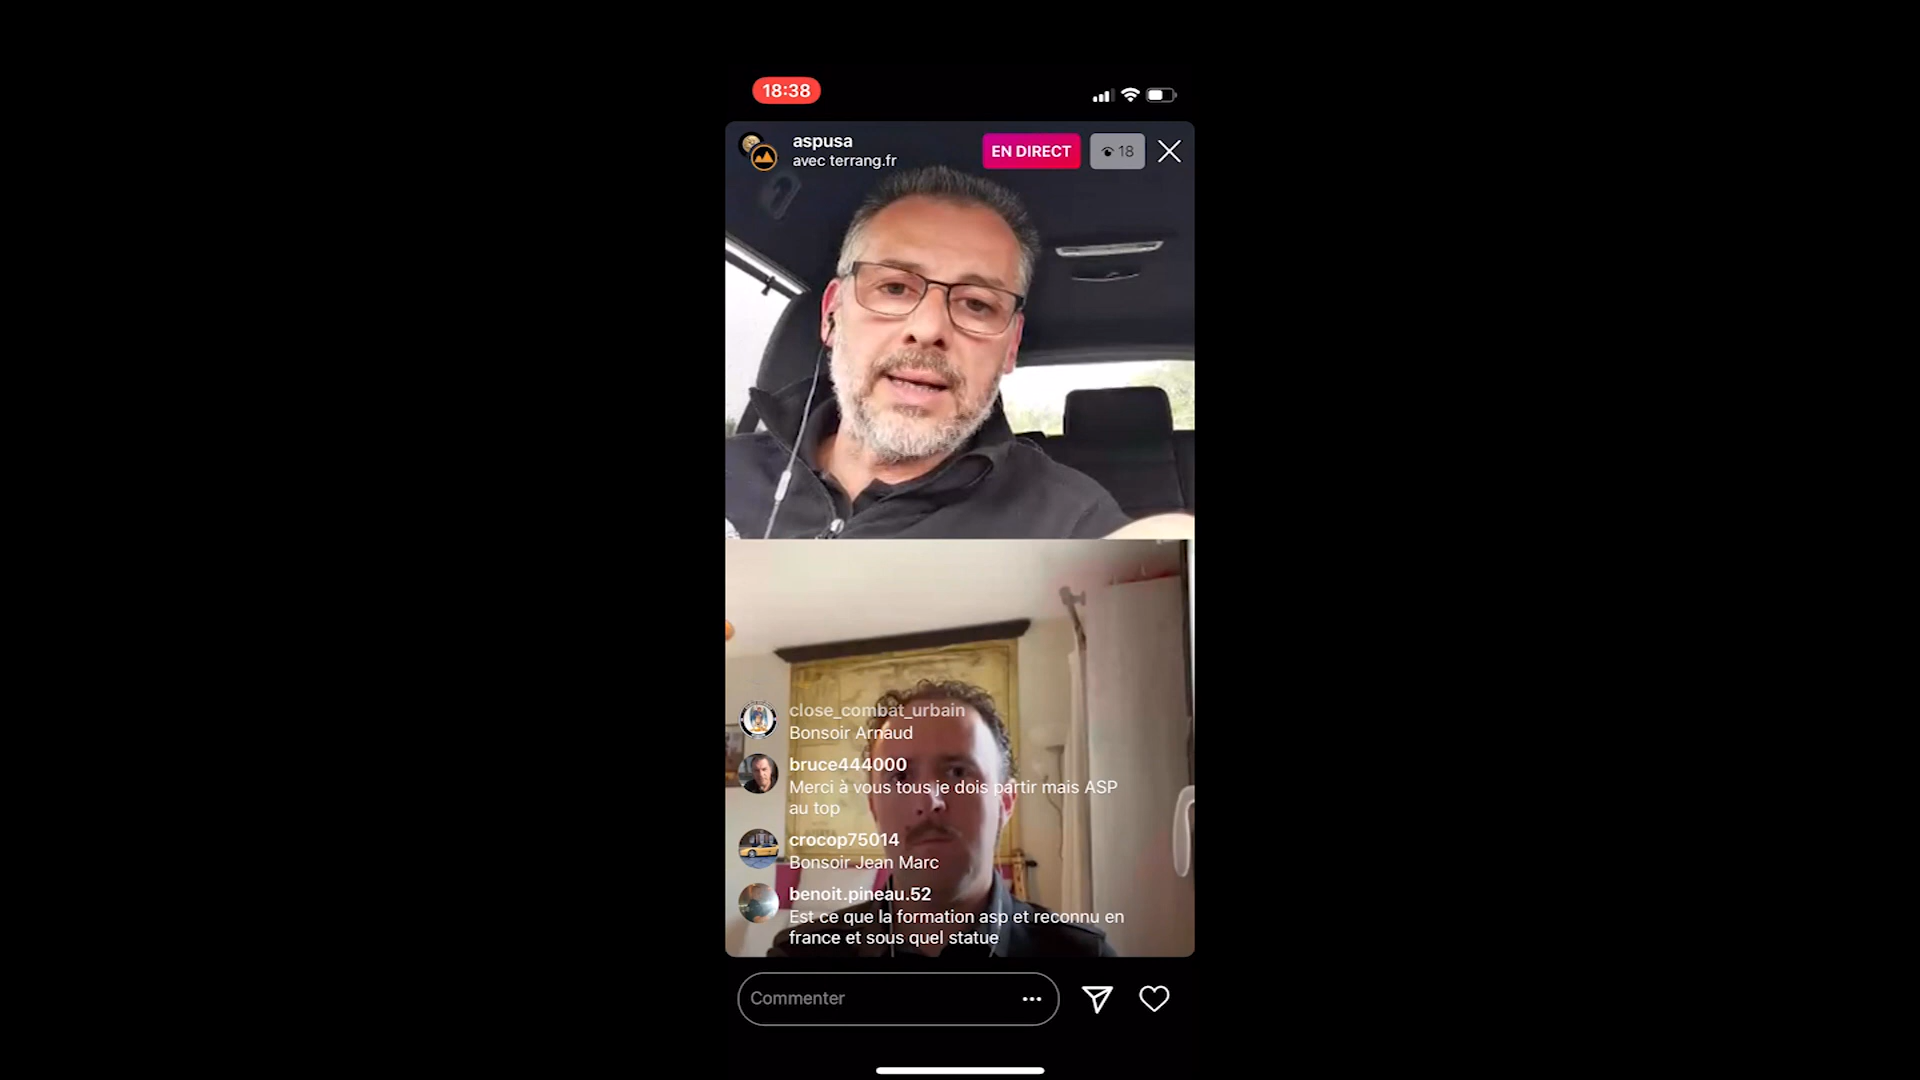 18:38
aspusa
avec terrang.fr
EN DIRECT
18
close_combat_urbain
Bonsoir Arnaud
bruce444000
Merci à vous tous je dois partir mais ASP
au top
crocop75014
Bonsoir Jean Marc
benoit.pineau.52
Est ce que la formation asp et reconnu en
france et sous quel statue
Commenter